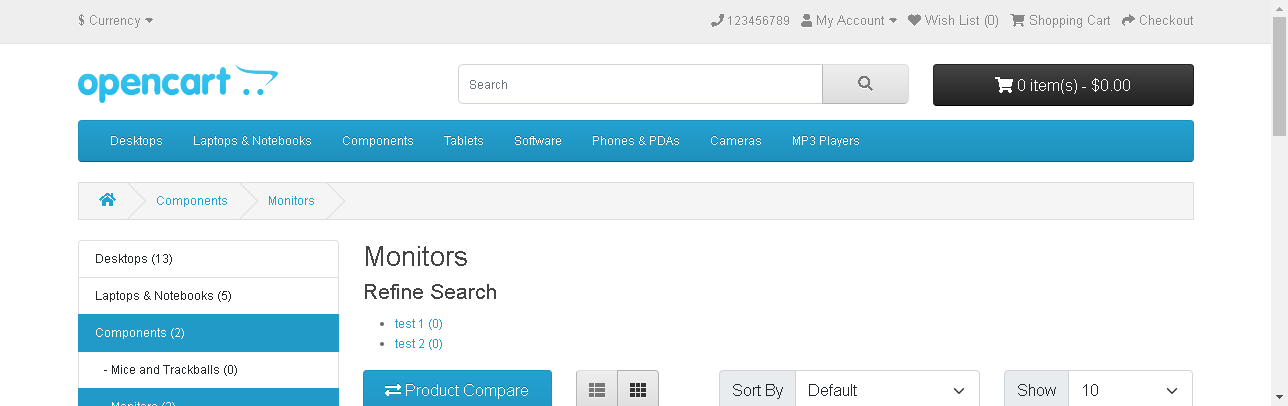 $ Currency
123456789 My Account Wish List (0) Shopping Cart Checkout
opencart
Search
0 item(s) - $0.00
Desktops Laptops & Notebooks Components Tablets Software Phones & PDAs Cameras MP3 Players
Components Monitors
Desktops (13)
Laptops & Notebooks (5)
Components (2)
- Mice and Trackballs (0)
- Monitors (2)
Monitors
Refine Search
test 1 (0)
test 2 (0)
Product Compare
Sort By Default
Show 10